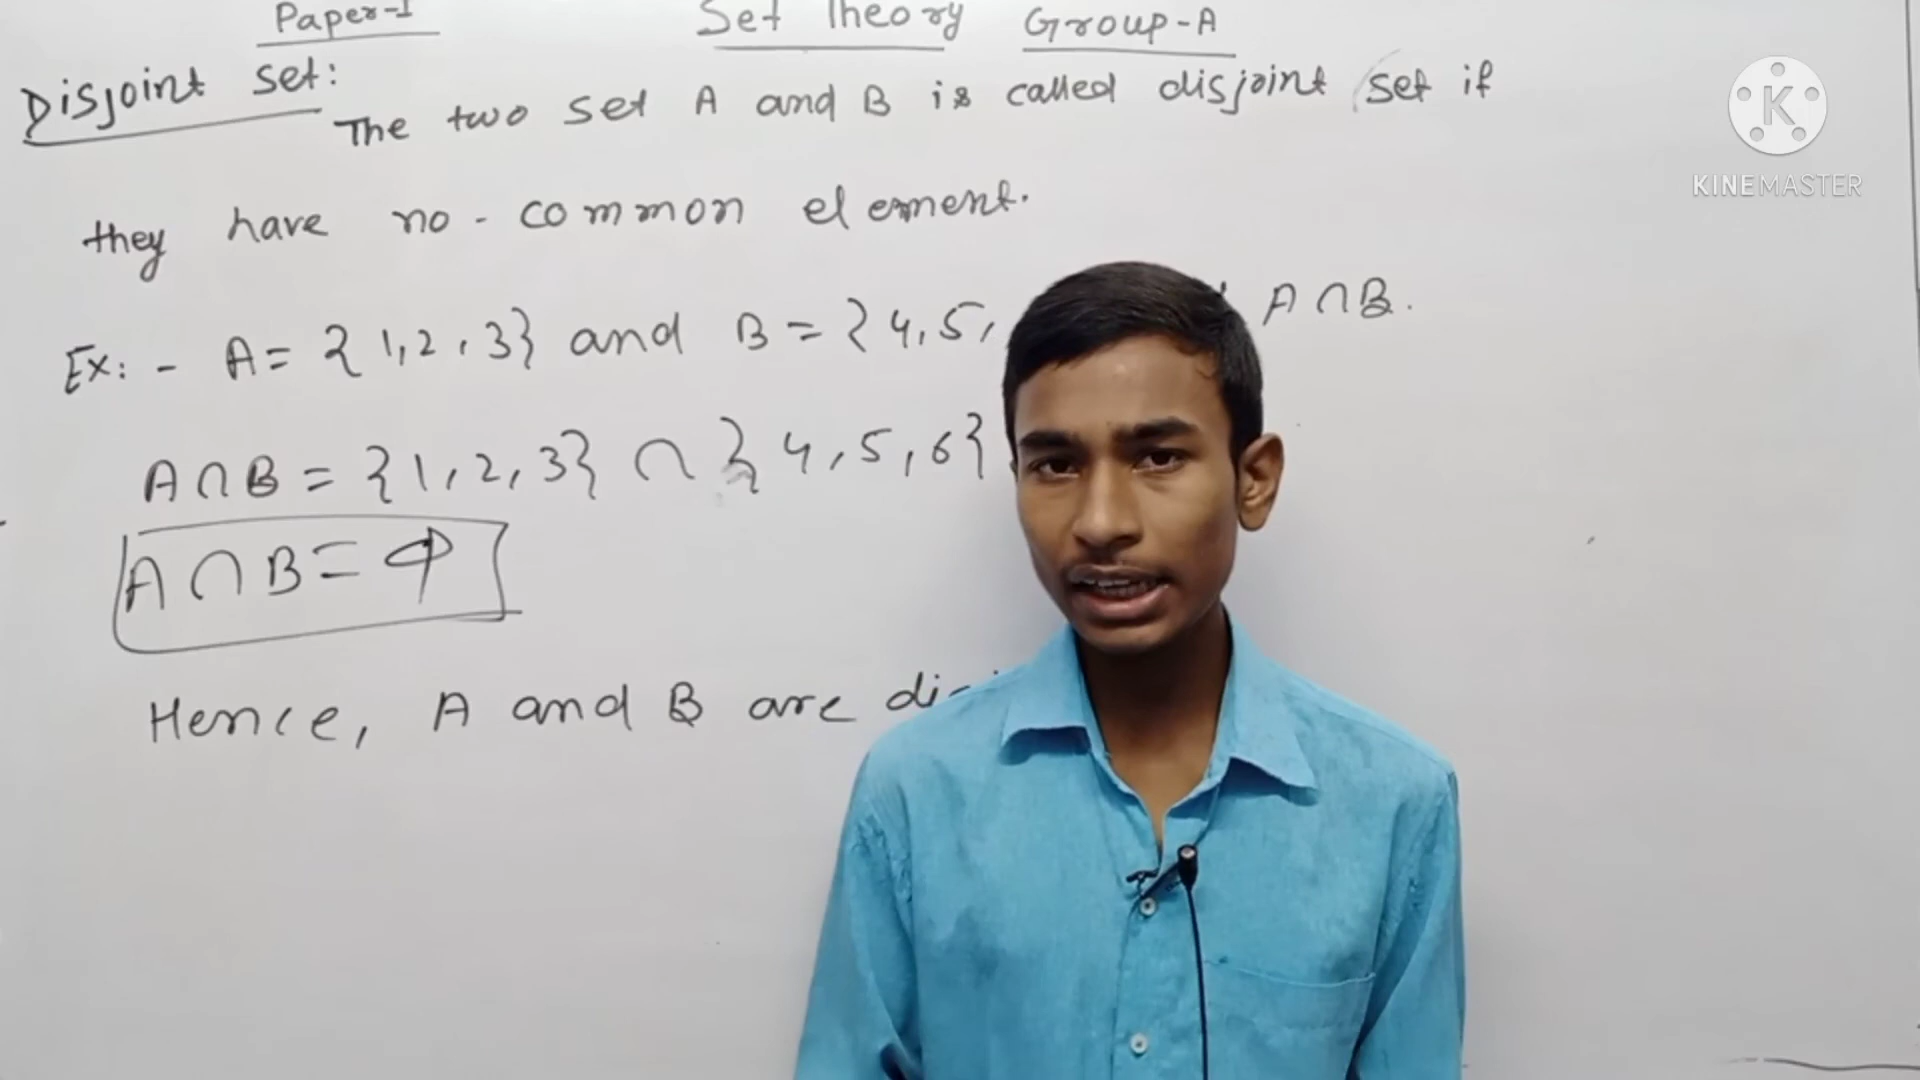 Paper-I Set Theory Group-A
Disjoint set:
The two set A and B is called disjoint set if
they have no-common element.
Ex:- A= {1,2,3} and B = {4,5, A∩B.
A∩B = {1,2,3} ∩ } 4,5,6}
A∩B=Φ
Hence, A and B are
K
KINEMASTER